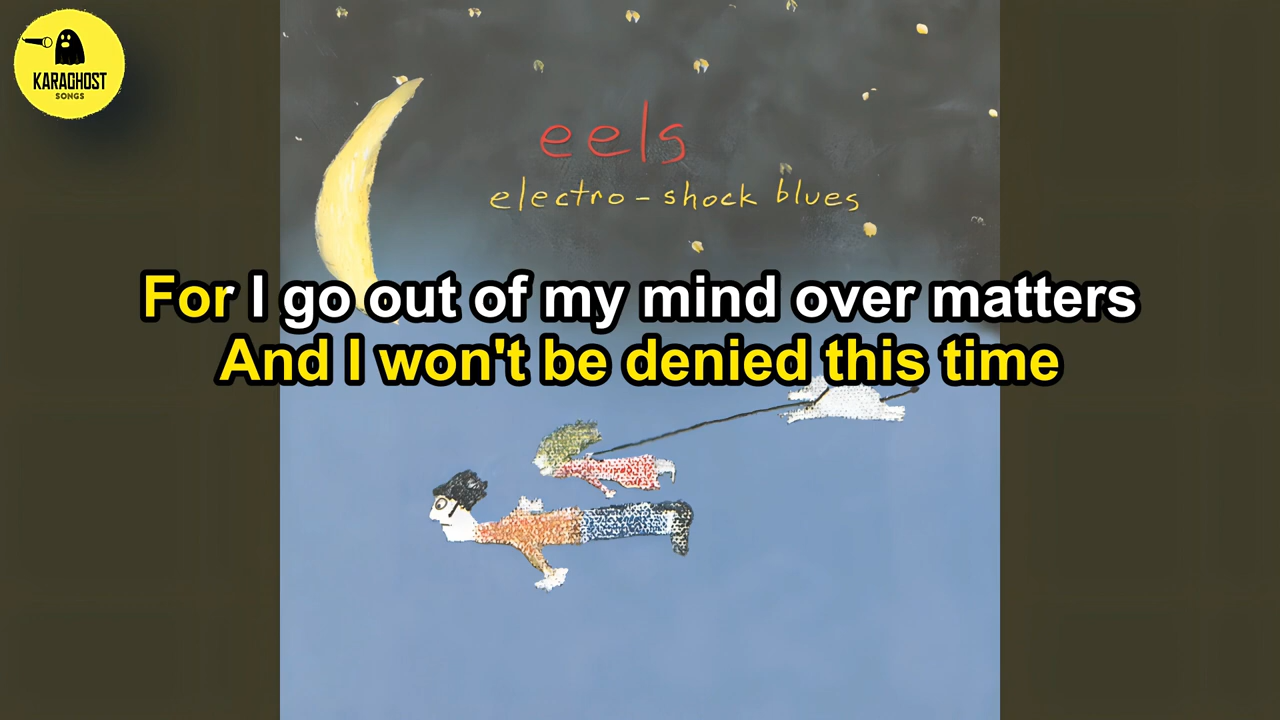 KARAGHOST
SONGS
eels
electro-shock blues
For I go out of my mind over matters
And I won't be denied this time